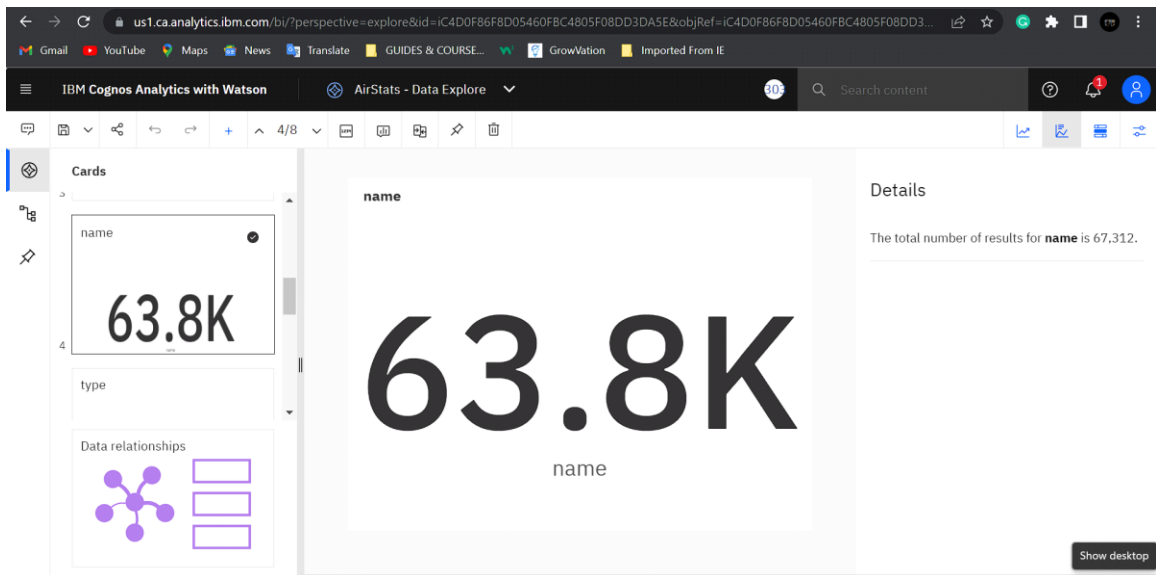 us1.ca.analytics.ibm.com/bi/?perspective=explore&id=iC4D0F86F8D05460FBC4805F08DD3DA5E&objRef=iC4D0F86F8D05460FBC4805F08DD3...
Gmail YouTube Maps News Translate GUIDES & COURSE... GrowVation Imported From IE
IBM Cognos Analytics with Watson AirStats - Data Explore 303 Search content 1
4/8
Cards
3
name
63.8K
4
type
Data relationships
name
63.8K
name
Details
The total number of results for name is 67,312.
Show desktop